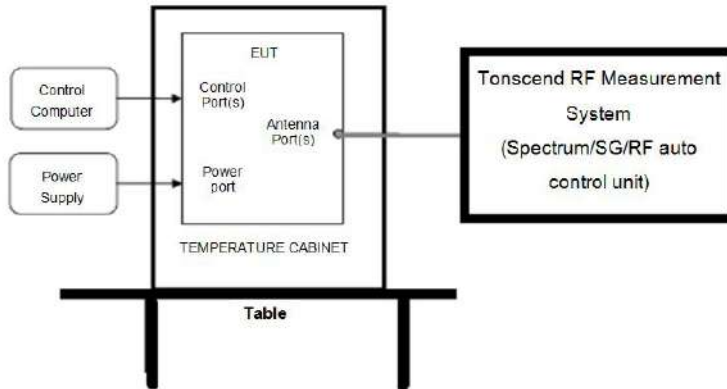 EUT
Control
Computer
Control
Port(s)
Antenna
Port(s)
Power
Supply
Power
port
TEMPERATURE CABINET
Table
Tonscend RF Measurement
System
(Spectrum/SG/RF auto
control unit)